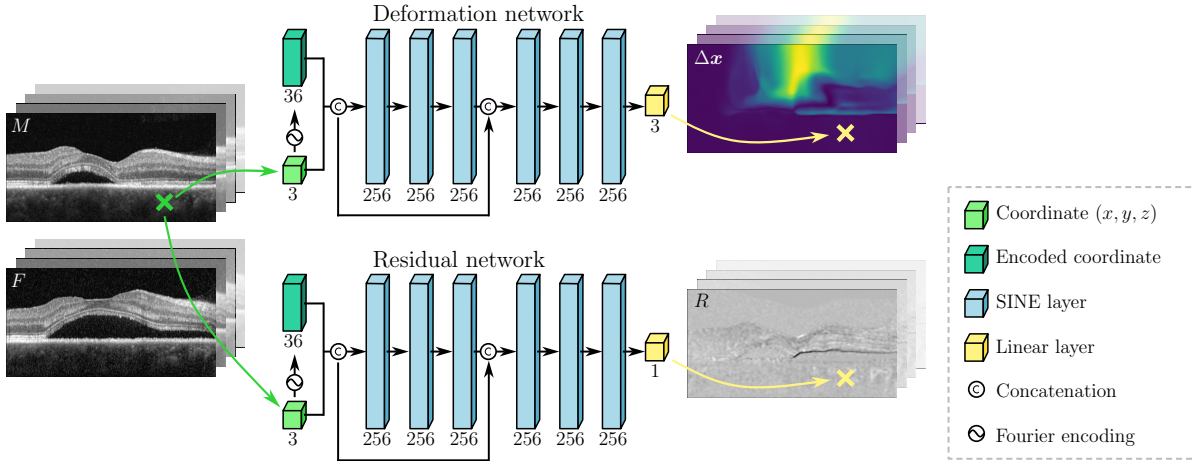 Deformation network
M
36
3
C
C
256
256
256
256
256
256
3
Δx
F
Residual network
36
3
C
C
256
256
256
256
256
256
1
R
Coordinate (x, y, z)
Encoded coordinate
SINE layer
Linear layer
C Concatenation
Fourier encoding